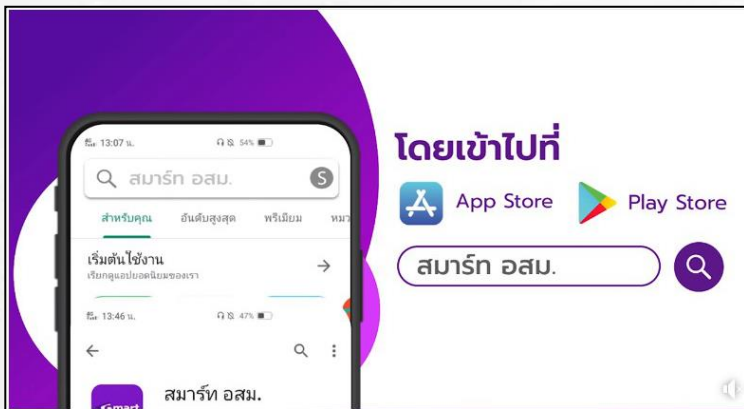 13:07 น.
54%
สมาร์ท อสม.
S
สำหรับคุณ อันดับสูงสุด พรีเมียม หมว
เริ่มต้นใช้งาน
เรียกดูแอปยอดนิยมของเรา
13:46 น.
47%
สมาร์ท อสม.
Smart
โดยเข้าไปที่
App Store Play Store
สมาร์ท อสม.